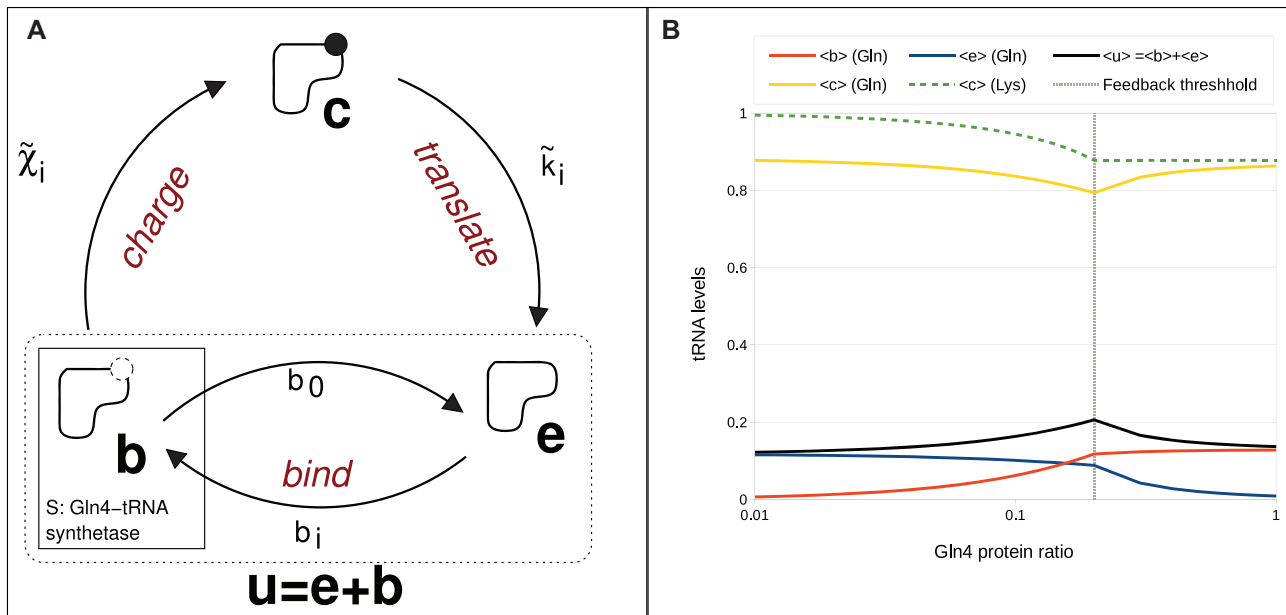 A
c
χ̃i
k̃i
charge
translate
b0
b
e
bind
S: Gln4–tRNA
synthetase
bi
u=e+b
B
<b> (Gln)
<e> (Gln)
<u> =<b>+<e>
<c> (Gln)
<c> (Lys)
Feedback threshhold
1
0.8
0.6
0.4
0.2
0
tRNA levels
0.01
0.1
1
Gln4 protein ratio